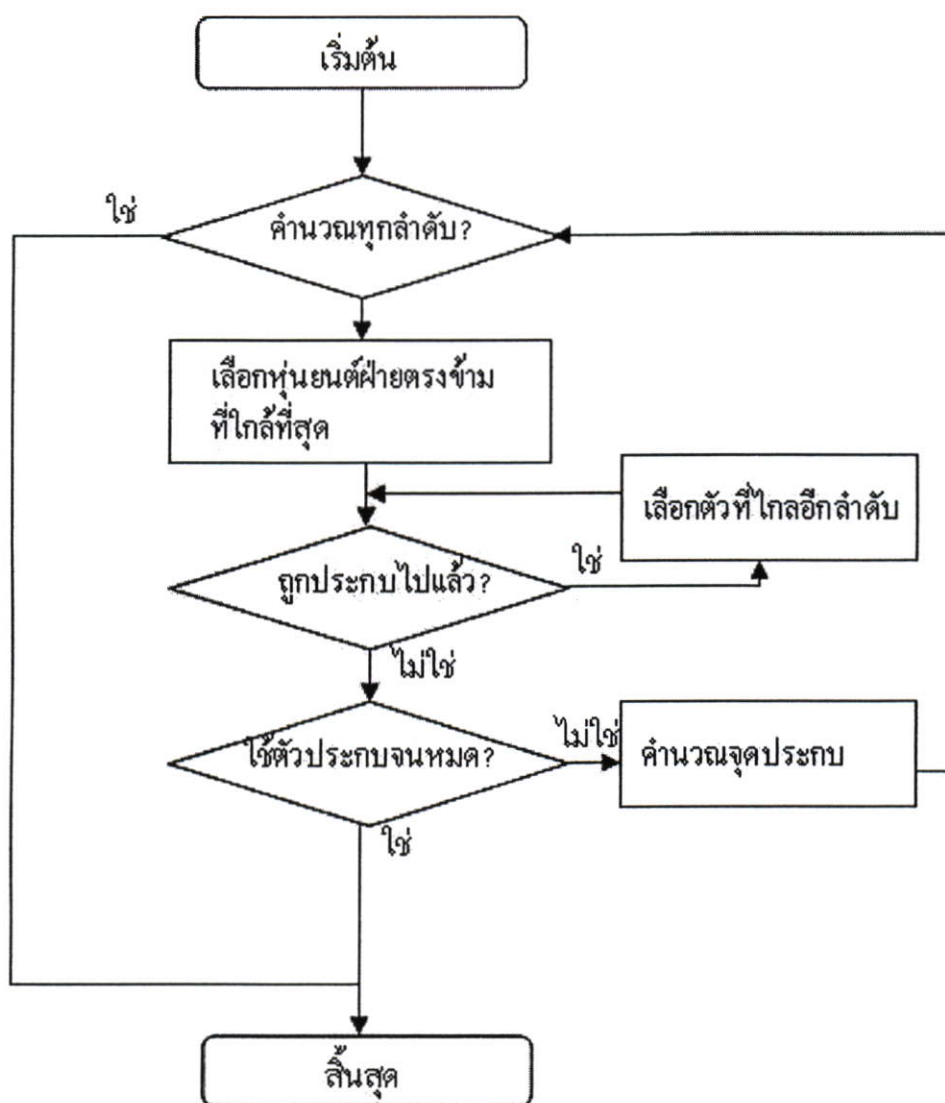 เริ่มต้น
ใช่
คำนวณทุกลำดับ?
เลือกหุ่นยนต์ฝ่ายตรงข้าม
ที่ใกล้ที่สุด
เลือกตัวที่ไกลอีกลำดับ
ถูกประกบไปแล้ว?
ใช่
ไม่ใช่
ใช้ตัวประกบจนหมด?
ไม่ใช่
คำนวณจุดประกบ
ใช่
สิ้นสุด